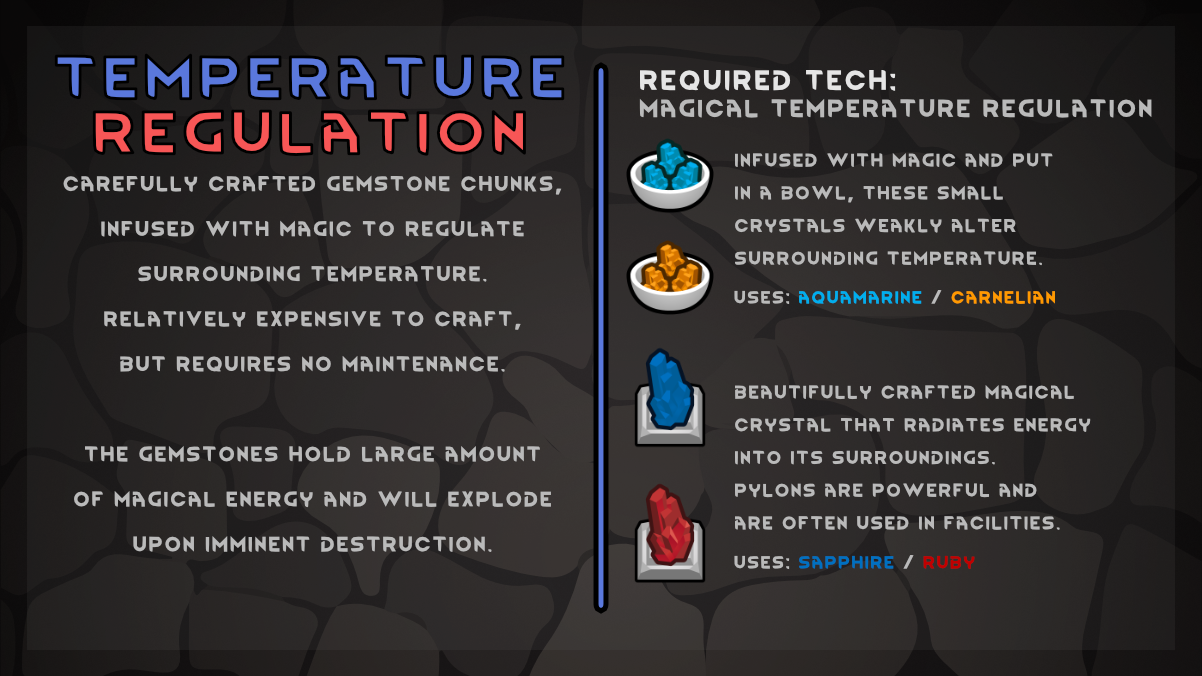 TEMPERATURE
REGULATION
CAREFULLY CRAFTED GEMSTONE CHUNKS,
INFUSED WITH MAGIC TO REGULATE
SURROUNDING TEMPERATURE.
RELATIVELY EXPENSIVE TO CRAFT,
BUT REQUIRES NO MAINTENANCE.
THE GEMSTONES HOLD LARGE AMOUNT
OF MAGICAL ENERGY AND WILL EXPLODE
UPON IMMINENT DESTRUCTION.
REQUIRED TECH:
MAGICAL TEMPERATURE REGULATION
INFUSED WITH MAGIC AND PUT
IN A BOWL, THESE SMALL
CRYSTALS WEAKLY ALTER
SURROUNDING TEMPERATURE.
USES: AQUAMARINE / CARNELIAN
BEAUTIFULLY CRAFTED MAGICAL
CRYSTAL THAT RADIATES ENERGY
INTO ITS SURROUNDINGS.
PYLONS ARE POWERFUL AND
ARE OFTEN USED IN FACILITIES.
USES: SAPPHIRE / RUBY